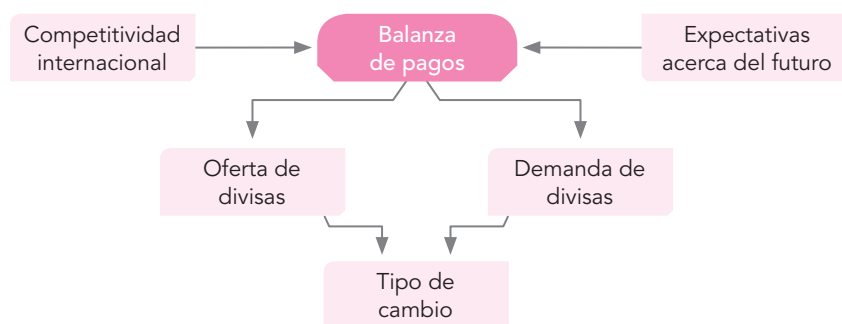 Competitividad
internacional
Balanza
de pagos
Expectativas
acerca del futuro
Oferta de
divisas
Demanda de
divisas
Tipo de
cambio